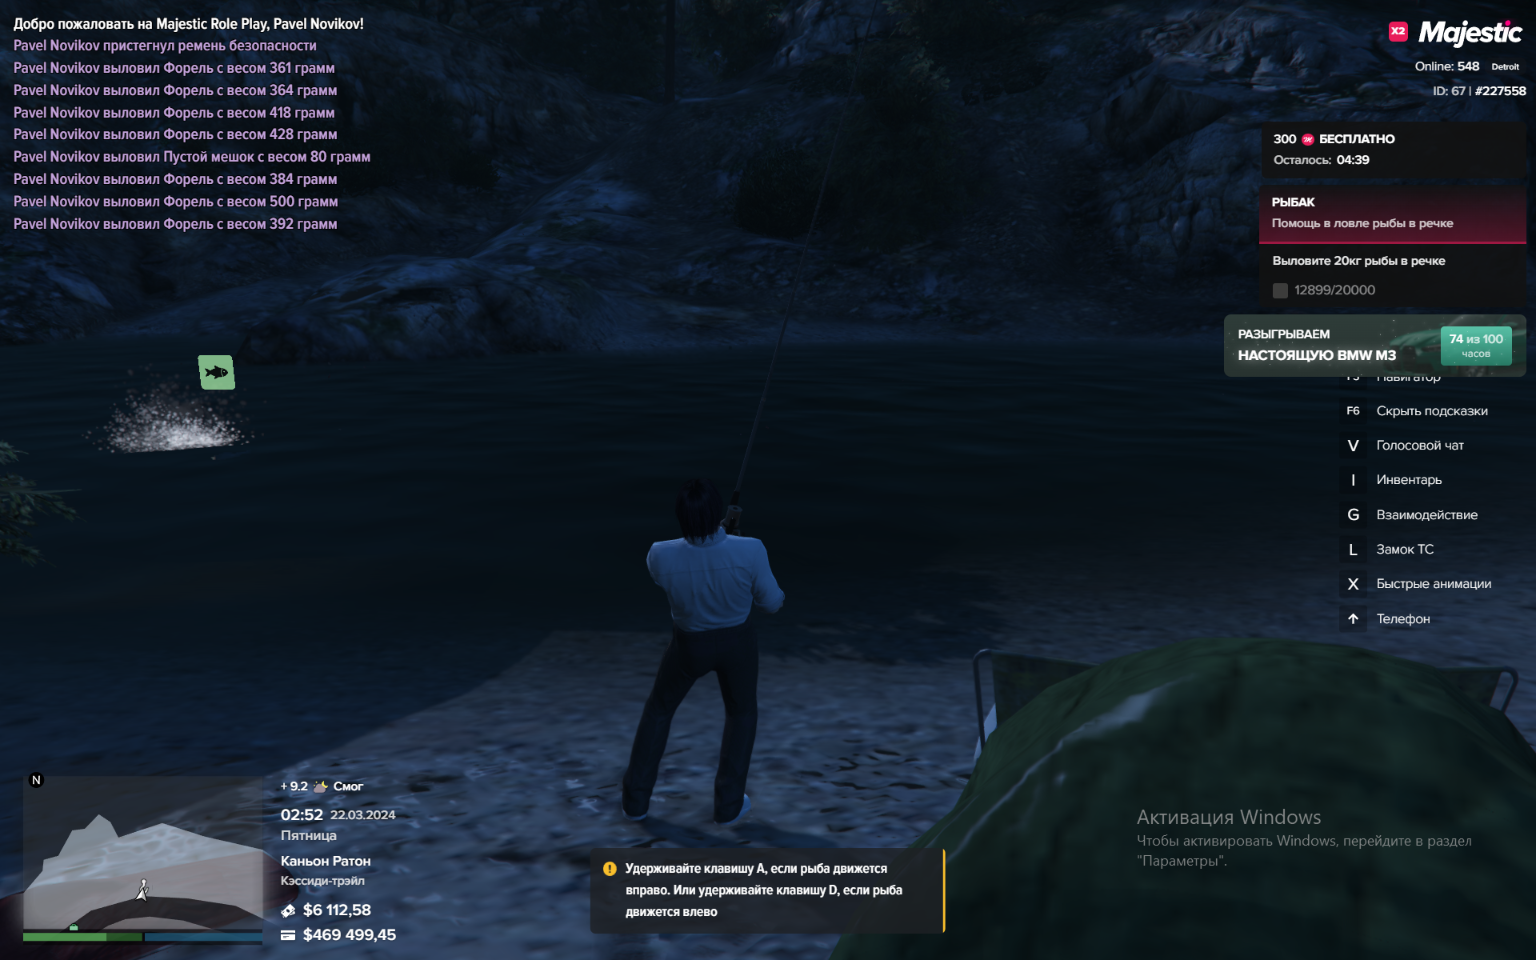 Добро пожаловать на Majestic Role Play, Pavel Novikov!
Pavel Novikov пристегнул ремень безопасности
Pavel Novikov выловил Форель с весом 361 грамм
Pavel Novikov выловил Форель с весом 364 грамм
Pavel Novikov выловил Форель с весом 418 грамм
Pavel Novikov выловил Форель с весом 428 грамм
Pavel Novikov выловил Пустой мешок с весом 80 грамм
Pavel Novikov выловил Форель с весом 384 грамм
Pavel Novikov выловил Форель с весом 500 грамм
Pavel Novikov выловил Форель с весом 392 грамм
X2 Majestic
Online: 548 Detroit
ID: 67 | #227558
300 БЕСПЛАТНО
Осталось: 04:39
РЫБАК
Помощь в ловле рыбы в речке
Выловите 20кг рыбы в речке
12899/20000
РАЗЫГРЫВАЕМ
НАСТОЯЩУЮ BMW M3
74 из 100
часов
Навигатор
F6 Скрыть подсказки
V Голосовой чат
I Инвентарь
G Взаимодействие
L Замок ТС
X Быстрые анимации
Телефон
N
+ 9.2 Смог
02:52 22.03.2024
Пятница
Каньон Ратон
Кэссиди-трэйл
$6 112,58
$469 499,45
Удерживайте клавишу А, если рыба движется
вправо. Или удерживайте клавишу D, если рыба
движется влево
Активация Windows
Чтобы активировать Windows, перейдите в раздел
"Параметры".